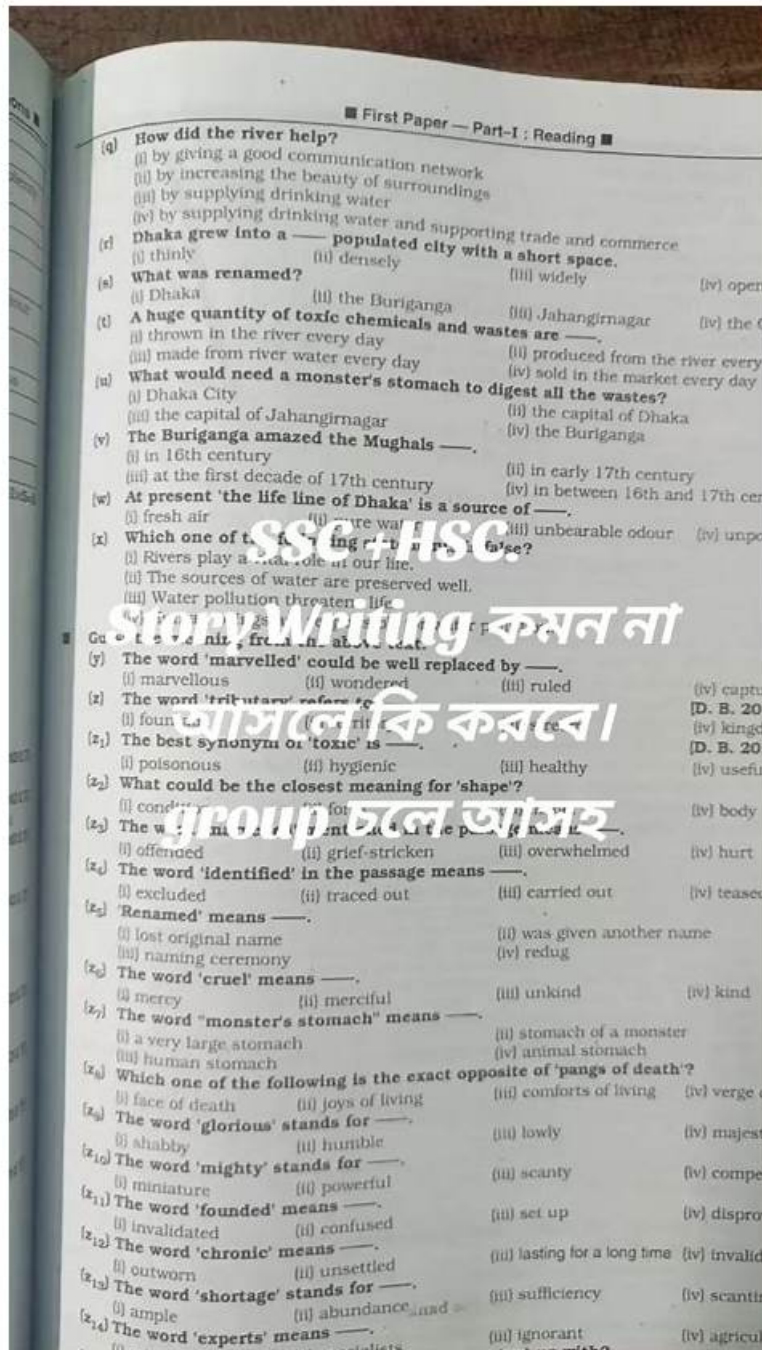 ■ First Paper — Part-I : Reading ■
(q) How did the river help?
(i) by giving a good communication network
(ii) by increasing the beauty of surroundings
(iii) by supplying drinking water
(iv) by supplying drinking water and supporting trade and commerce
(r) Dhaka grew into a —— populated city with a short space.
(i) thinly (ii) densely (iii) widely (iv) open
(s) What was renamed?
(i) Dhaka (ii) the Buriganga (iii) Jahangirnagar (iv) the
(t) A huge quantity of toxic chemicals and wastes are ——.
(i) thrown in the river every day (ii) produced from the river every
(iii) made from river water every day (iv) sold in the market every day
(u) What would need a monster's stomach to digest all the wastes?
(i) Dhaka City (ii) the capital of Dhaka
(iii) the capital of Jahangirnagar (iv) the Buriganga
(v) The Buriganga amazed the Mughals ——.
(i) in 16th century (ii) in early 17th century
(iii) at the first decade of 17th century (iv) in between 16th and 17th cen
(w) At present 'the life line of Dhaka' is a source of ——.
(i) fresh air (ii) pure water (iii) unbearable odour (iv)
SSC +HSC.
(x) Which one of the following false?
(i) Rivers play a vital role in our life.
(ii) The sources of water are preserved well.
(iii) Water pollution threatens life
Story Writing কমন না
the meaning from the above text.
(y) The word 'marvelled' could be well replaced by ——.
(i) marvellous (ii) wondered (iii) ruled (iv) captu
(z) The word 'tributary' refers to [D. B. 20
আসলে কি করবে।
(iv) kingd
(z₁) The best synonym of 'toxic' is ——. [D. B. 20
(i) poisonous (ii) hygienic (iii) healthy (iv) usefu
(z₂) What could be the closest meaning for 'shape'?
(iv) body
group চলে আসহ
(z₃) The
(i) offended (ii) grief-stricken (iii) overwhelmed (iv) hurt
(z₄) The word 'identified' in the passage means ——.
(i) excluded (ii) traced out (iii) carried out (iv) tease
(z₅) 'Renamed' means ——.
(i) lost original name (ii) was given another name
(iii) naming ceremony (iv) redug
(z₆) The word 'cruel' means ——.
(i) mercy (ii) merciful (iii) unkind (iv) kind
(z₇) The word "monster's stomach" means ——.
(i) a very large stomach (ii) stomach of a monster
(iii) human stomach (iv) animal stomach
(z₈) Which one of the following is the exact opposite of 'pangs of death'?
(i) face of death (ii) joys of living (iii) comforts of living (iv) verge
(z₉) The word 'glorious' stands for ——.
(i) shabby (ii) humble (iii) lowly (iv) majest
(z₁₀) The word 'mighty' stands for ——.
(i) miniature (ii) powerful (iii) scanty (iv) compe
(z₁₁) The word 'founded' means ——.
(i) invalidated (ii) confused (iii) set up (iv) dispro
(z₁₂) The word 'chronic' means ——.
(i) outworn (ii) unsettled (iii) lasting for a long time (iv) invalid
(z₁₃) The word 'shortage' stands for ——.
(i) ample (ii) abundance (iii) sufficiency (iv) scanti
(z₁₄) The word 'experts' means ——.
(iii) ignorant (iv) agricul